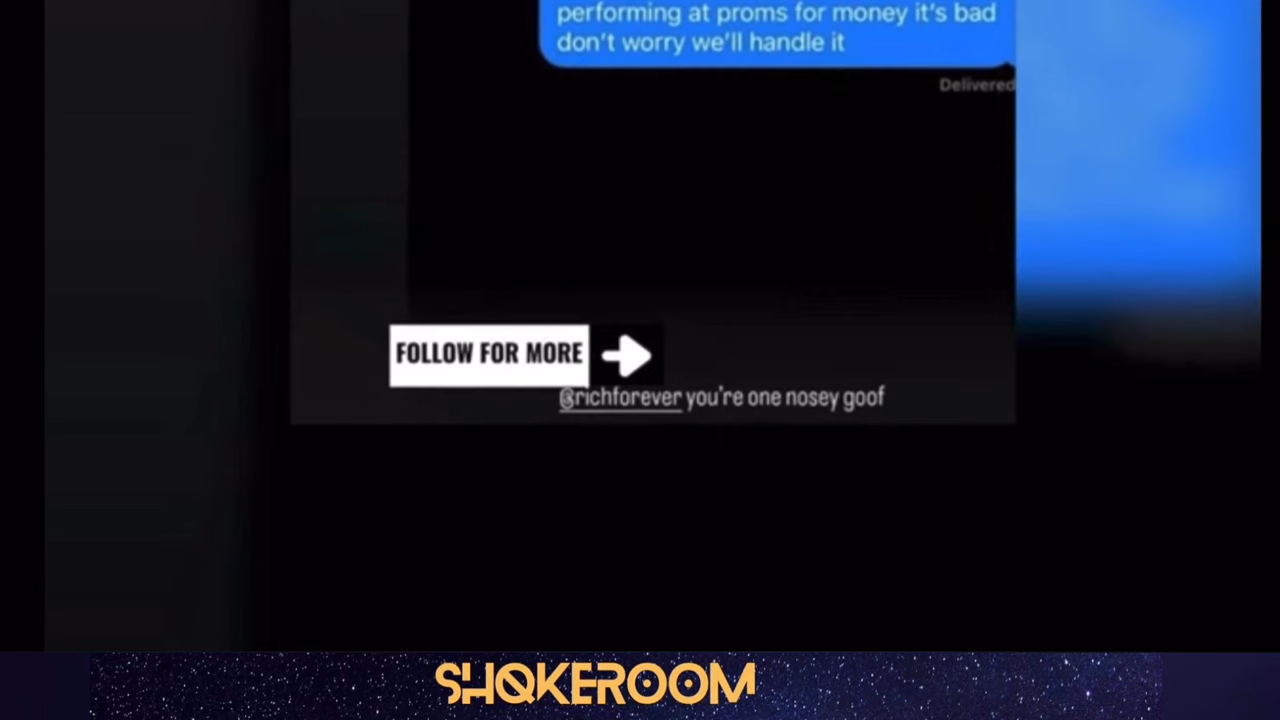 performing at proms for money it's bad
don't worry we'll handle it
Delivered
FOLLOW FOR MORE
@richforever you're one nosey goof
SHOKEROOM